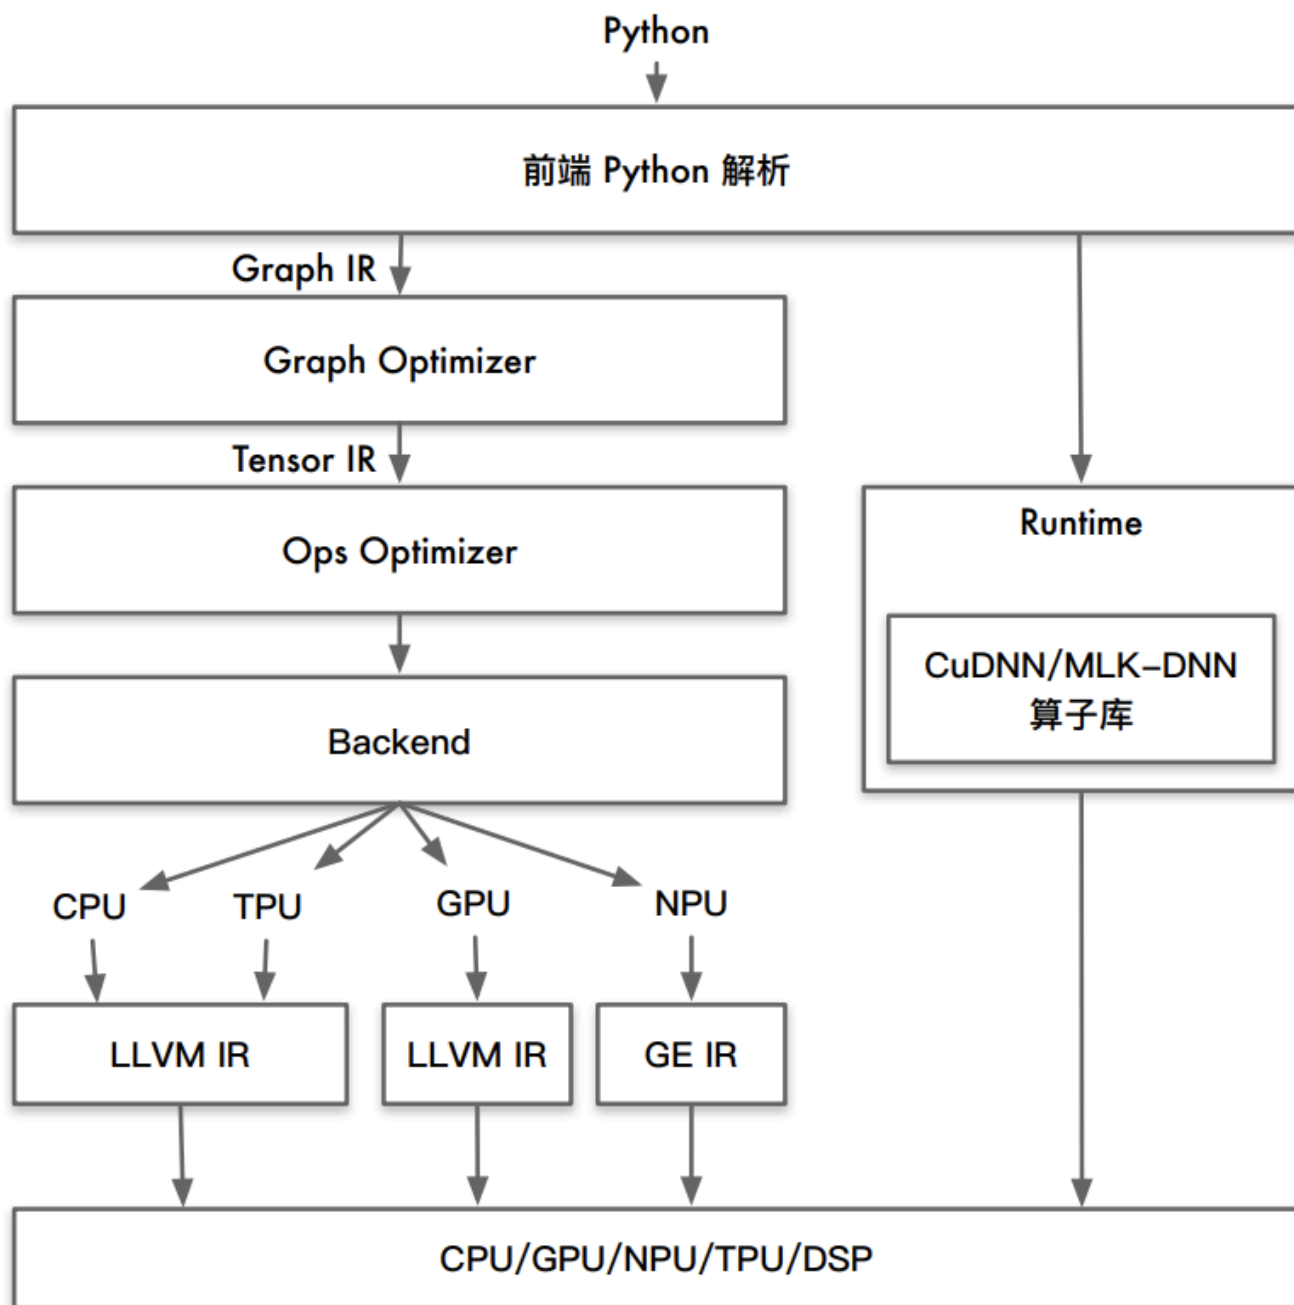 Python
前端 Python 解析
Graph IR
Graph Optimizer
Tensor IR
Ops Optimizer
Runtime
CuDNN/MLK-DNN
算子库
Backend
CPU
TPU
GPU
NPU
LLVM IR
LLVM IR
GE IR
CPU/GPU/NPU/TPU/DSP